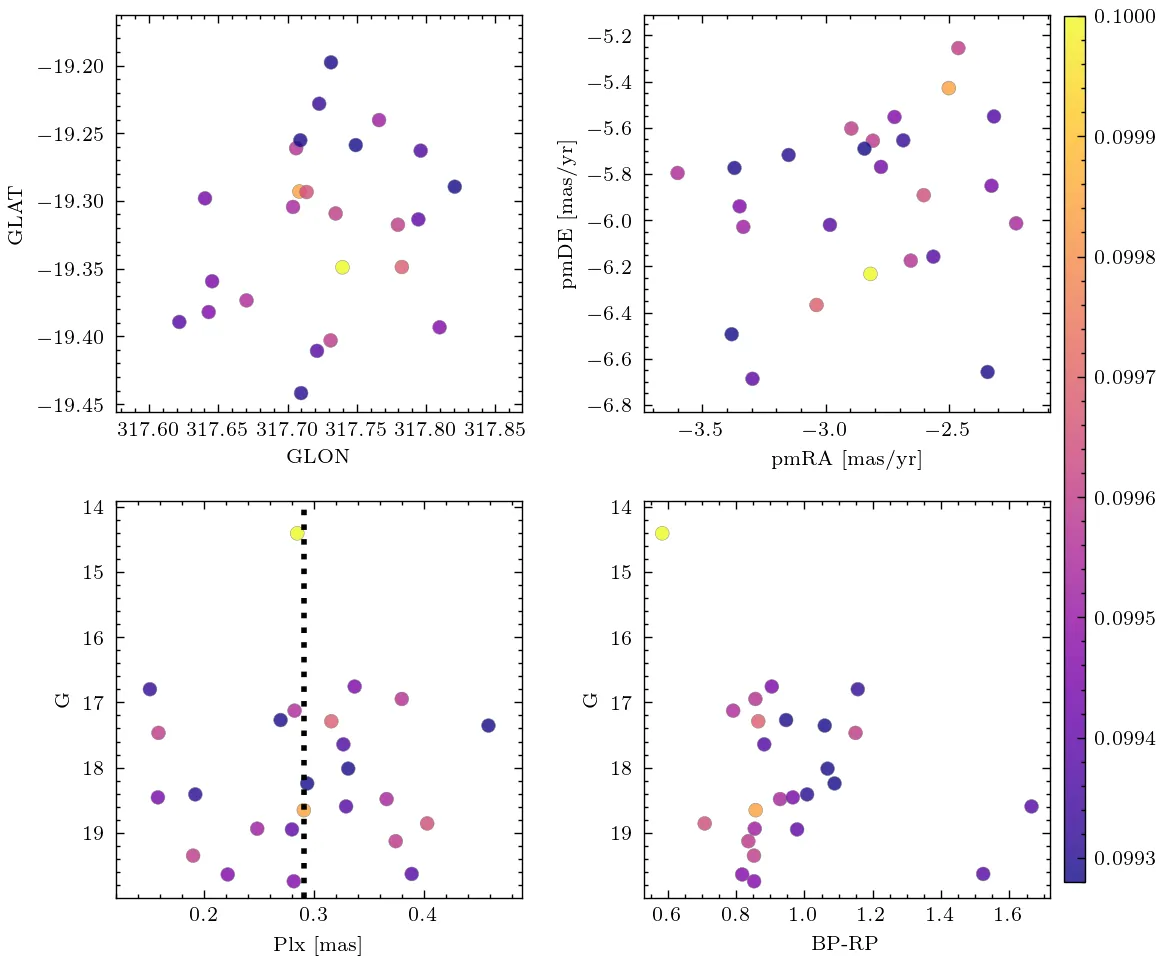 −19.20
−19.25
−19.30
−19.35
−19.40
−19.45
GLAT
317.60 317.65 317.70 317.75 317.80 317.85
GLON
−5.2
−5.4
−5.6
−5.8
−6.0
−6.2
−6.4
−6.6
−6.8
pmDE [mas/yr]
−3.5 −3.0 −2.5
pmRA [mas/yr]
14
15
16
17
18
19
G
0.2 0.3 0.4
Plx [mas]
14
15
16
17
18
19
G
0.6 0.8 1.0 1.2 1.4 1.6
BP-RP
0.1000
0.0999
0.0998
0.0997
0.0996
0.0995
0.0994
0.0993